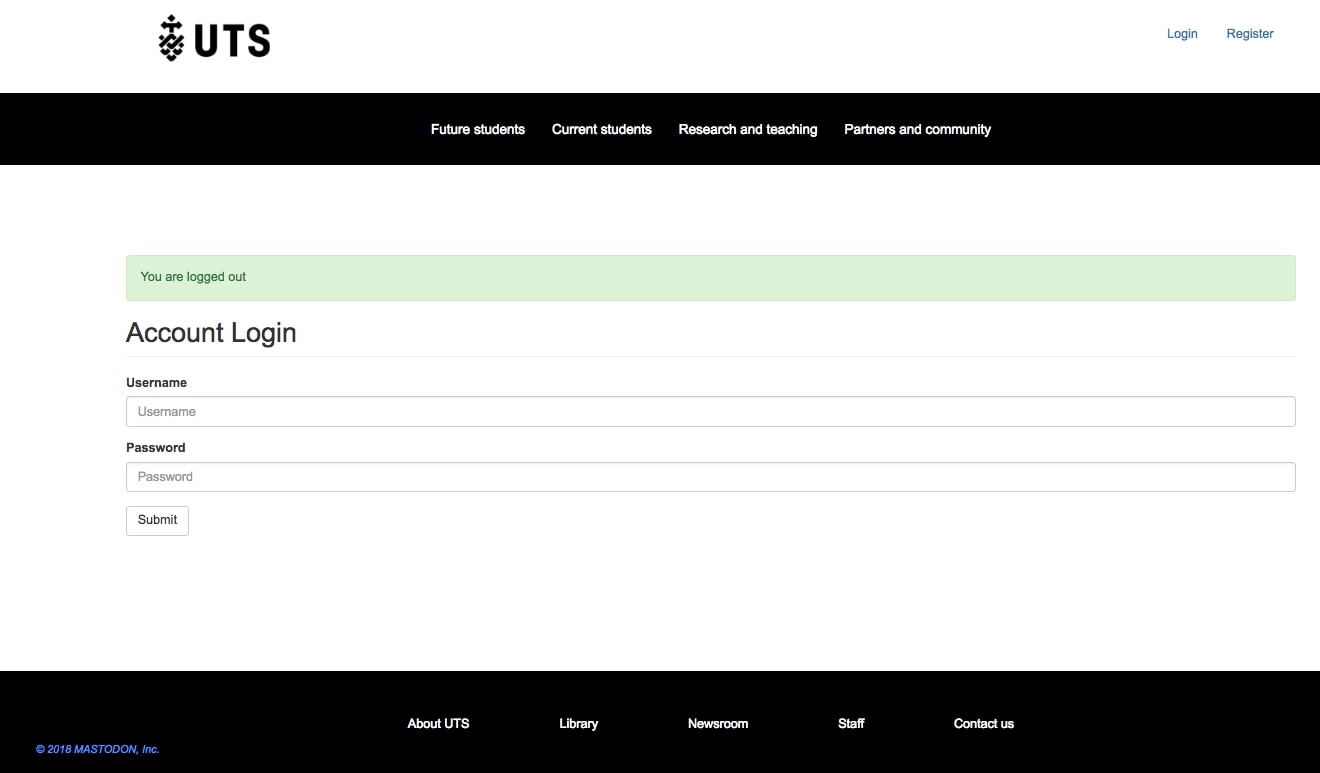 UTS
Login Register
Future students Current students Research and teaching Partners and community
You are logged out
Account Login
Username
Username
Password
Password
Submit
About UTS Library Newsroom Staff Contact us
© 2018 MASTODON, Inc.